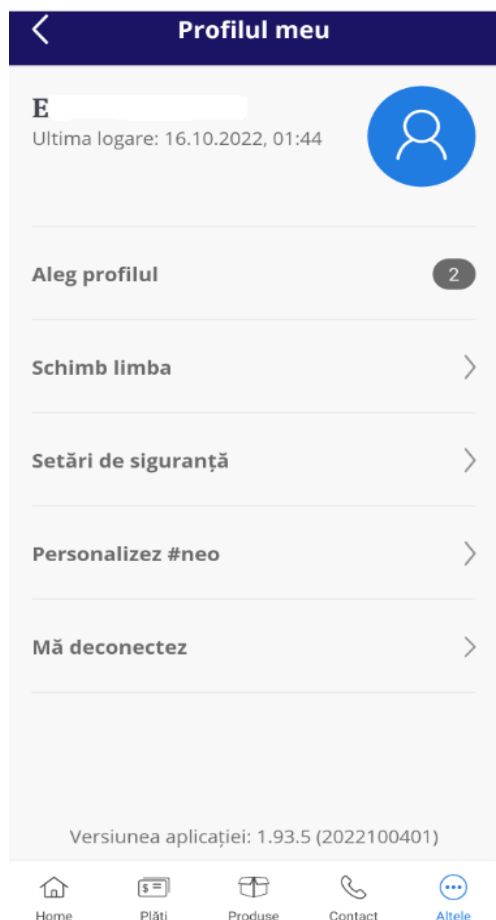 Profilul meu
E
Ultima logare: 16.10.2022, 01:44
Aleg profilul
2
Schimb limba
Setări de siguranță
Personalizez #neo
Mă deconectez
Versiunea aplicației: 1.93.5 (2022100401)
Home Plăți Produse Contact Altele